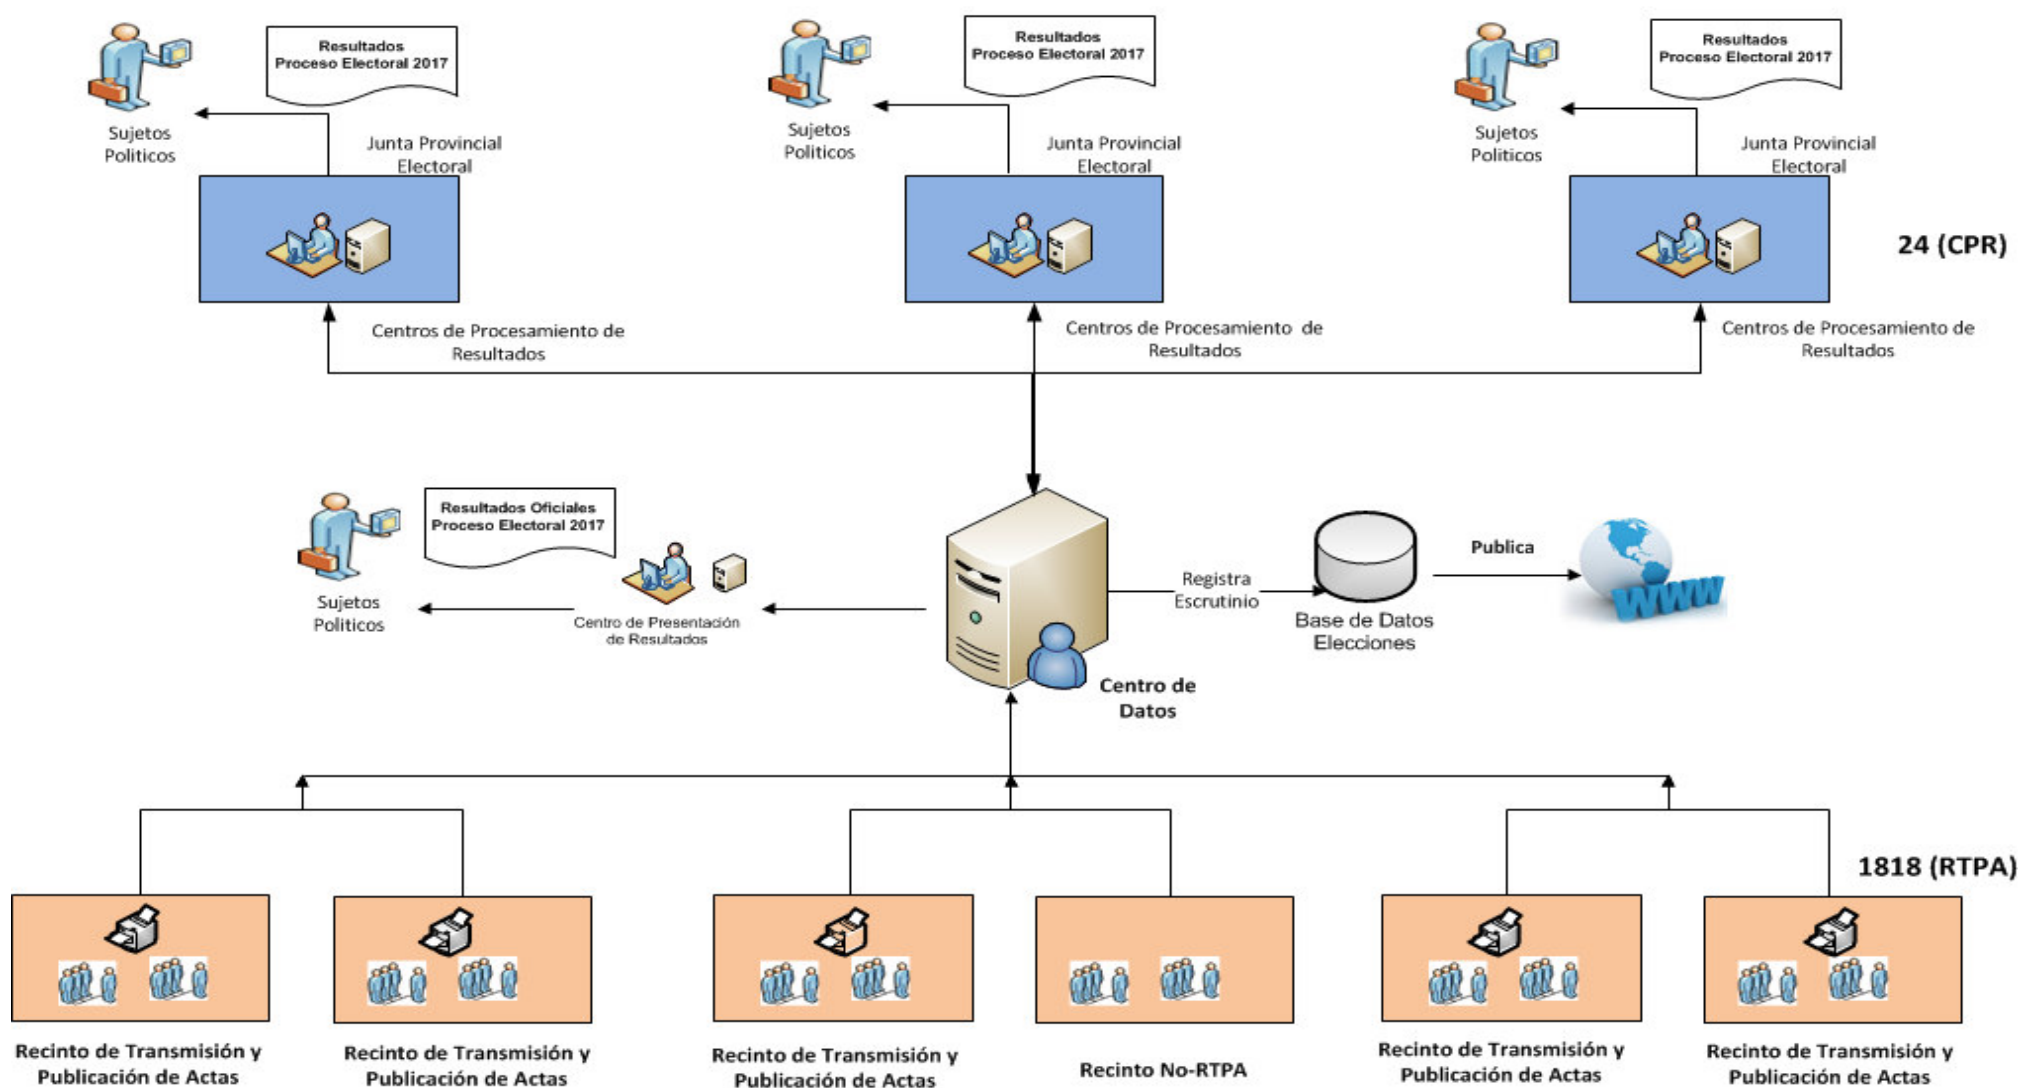 Resultados
Proceso Electoral 2017
Resultados
Proceso Electoral 2017
Resultados
Proceso Electoral 2017
Sujetos
Politicos
Junta Provincial
Electoral
Sujetos
Politicos
Junta Provincial
Electoral
Sujetos
Politicos
Junta Provincial
Electoral
24 (CPR)
Centros de Procesamiento de
Resultados
Centros de Procesamiento de
Resultados
Centros de Procesamiento de
Resultados
Resultados Oficiales
Proceso Electoral 2017
Sujetos
Politicos
Centro de Presentación
de Resultados
Registra
Escrutinio
Base de Datos
Elecciones
Publica
WWW
Centro de
Datos
1818 (RTPA)
Recinto de Transmisión y
Publicación de Actas
Recinto de Transmisión y
Publicación de Actas
Recinto de Transmisión y
Publicación de Actas
Recinto No-RTPA
Recinto de Transmisión y
Publicación de Actas
Recinto de Transmisión y
Publicación de Actas